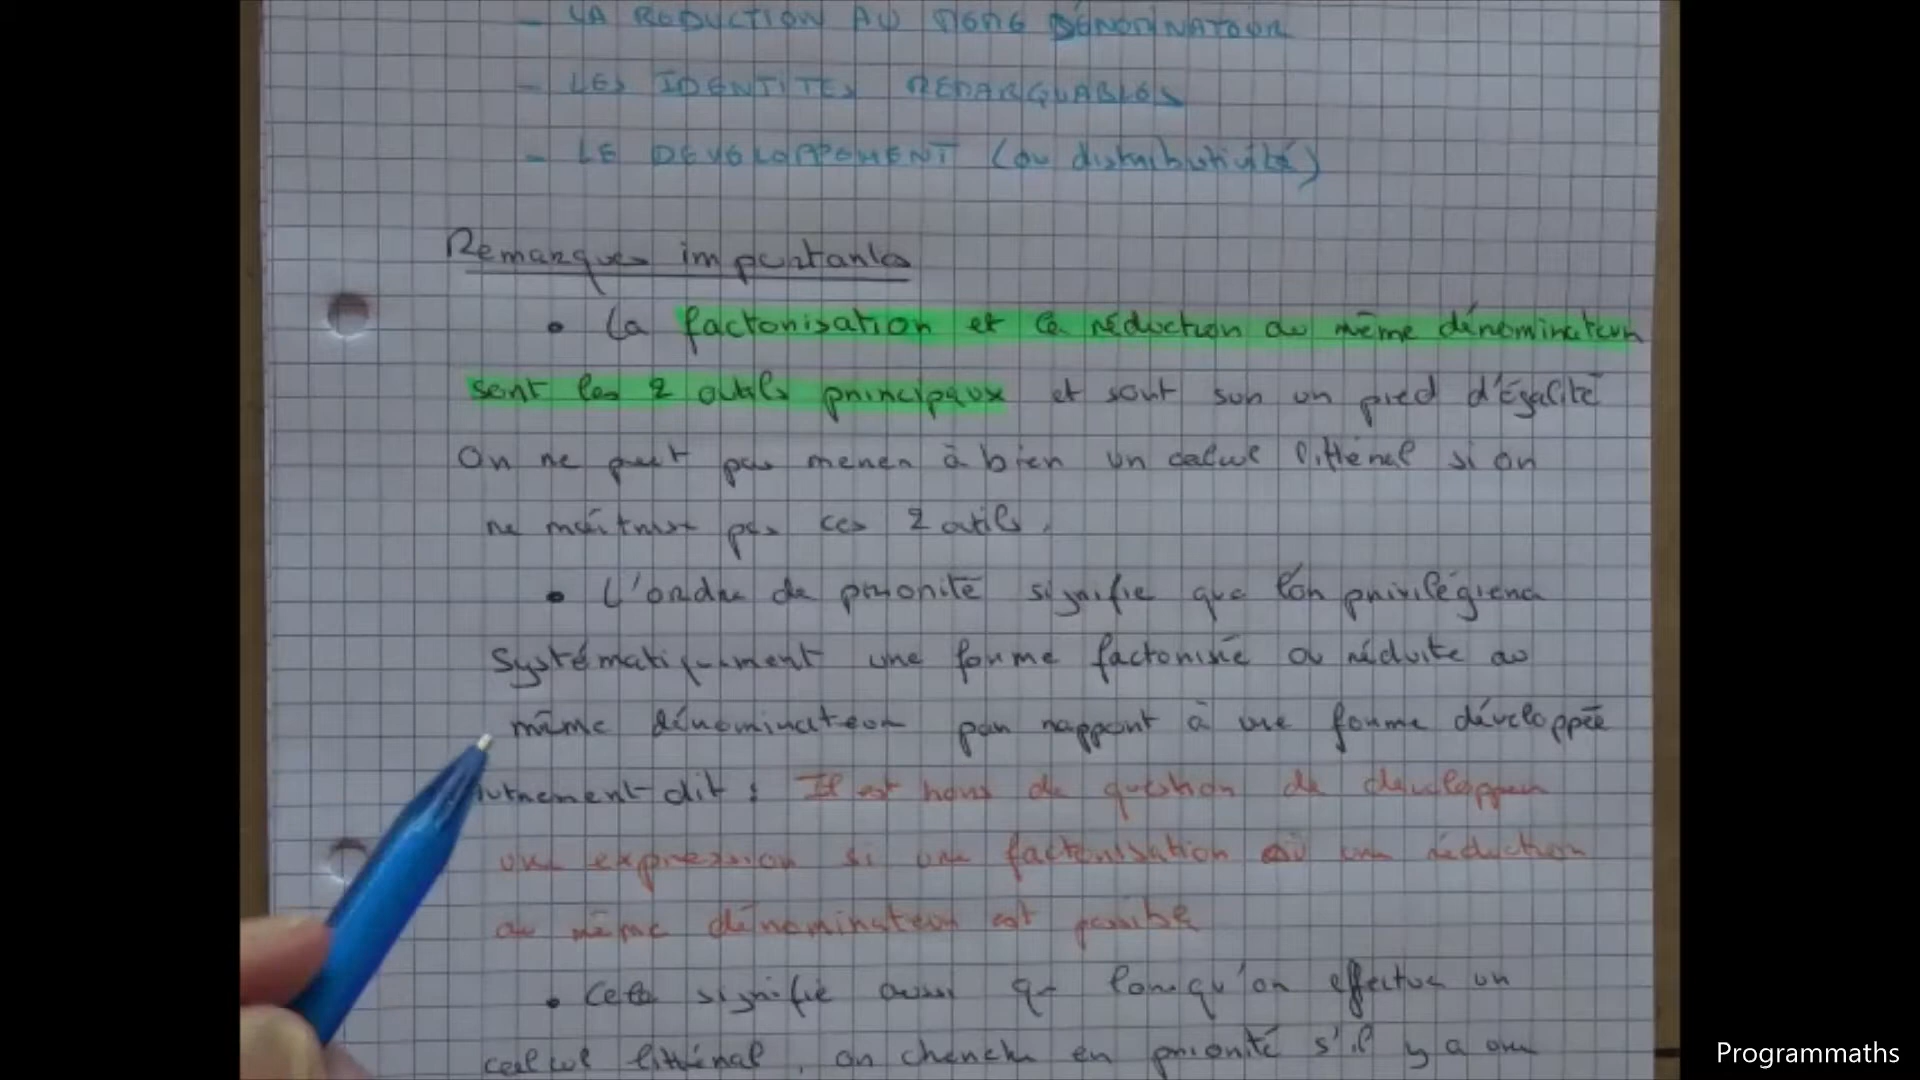 - LA REDUCTION AU MEME DÉNOMINATEUR
- LES IDENTITES REMARQUABLES
- LE DEVELOPPEMENT (ou distributivité)
Remarques importantes
• La factorisation et la réduction au même dénominateur
sont les 2 outils principaux et sont sur un pied d'égalité
On ne peut pas mener à bien un calcul littéral si on
ne maîtrise pas ces 2 outils.
• L'ordre de priorité signifie que l'on privilégiera
Systématiquement une forme factorisée ou réduite au
même dénominateur par rapport à une forme développée
Autrement dit : Il est hors de question de développer
une expression si une factorisation où une réduction
au même dénominateur est possible
• Cela signifie aussi que lorsqu'on effectue un
calcul littéral, on cherche en priorité s'il y a une
Programmaths